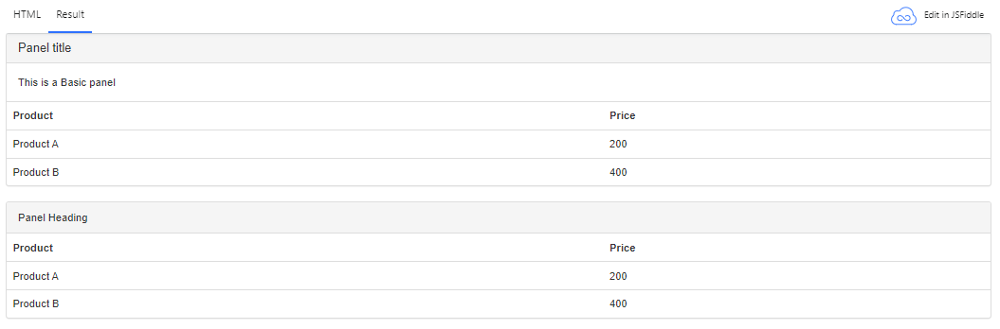 HTML Result Edit in JSFiddle
Panel title
This is a Basic panel
Product Price
Product A 200
Product B 400
Panel Heading
Product Price
Product A 200
Product B 400